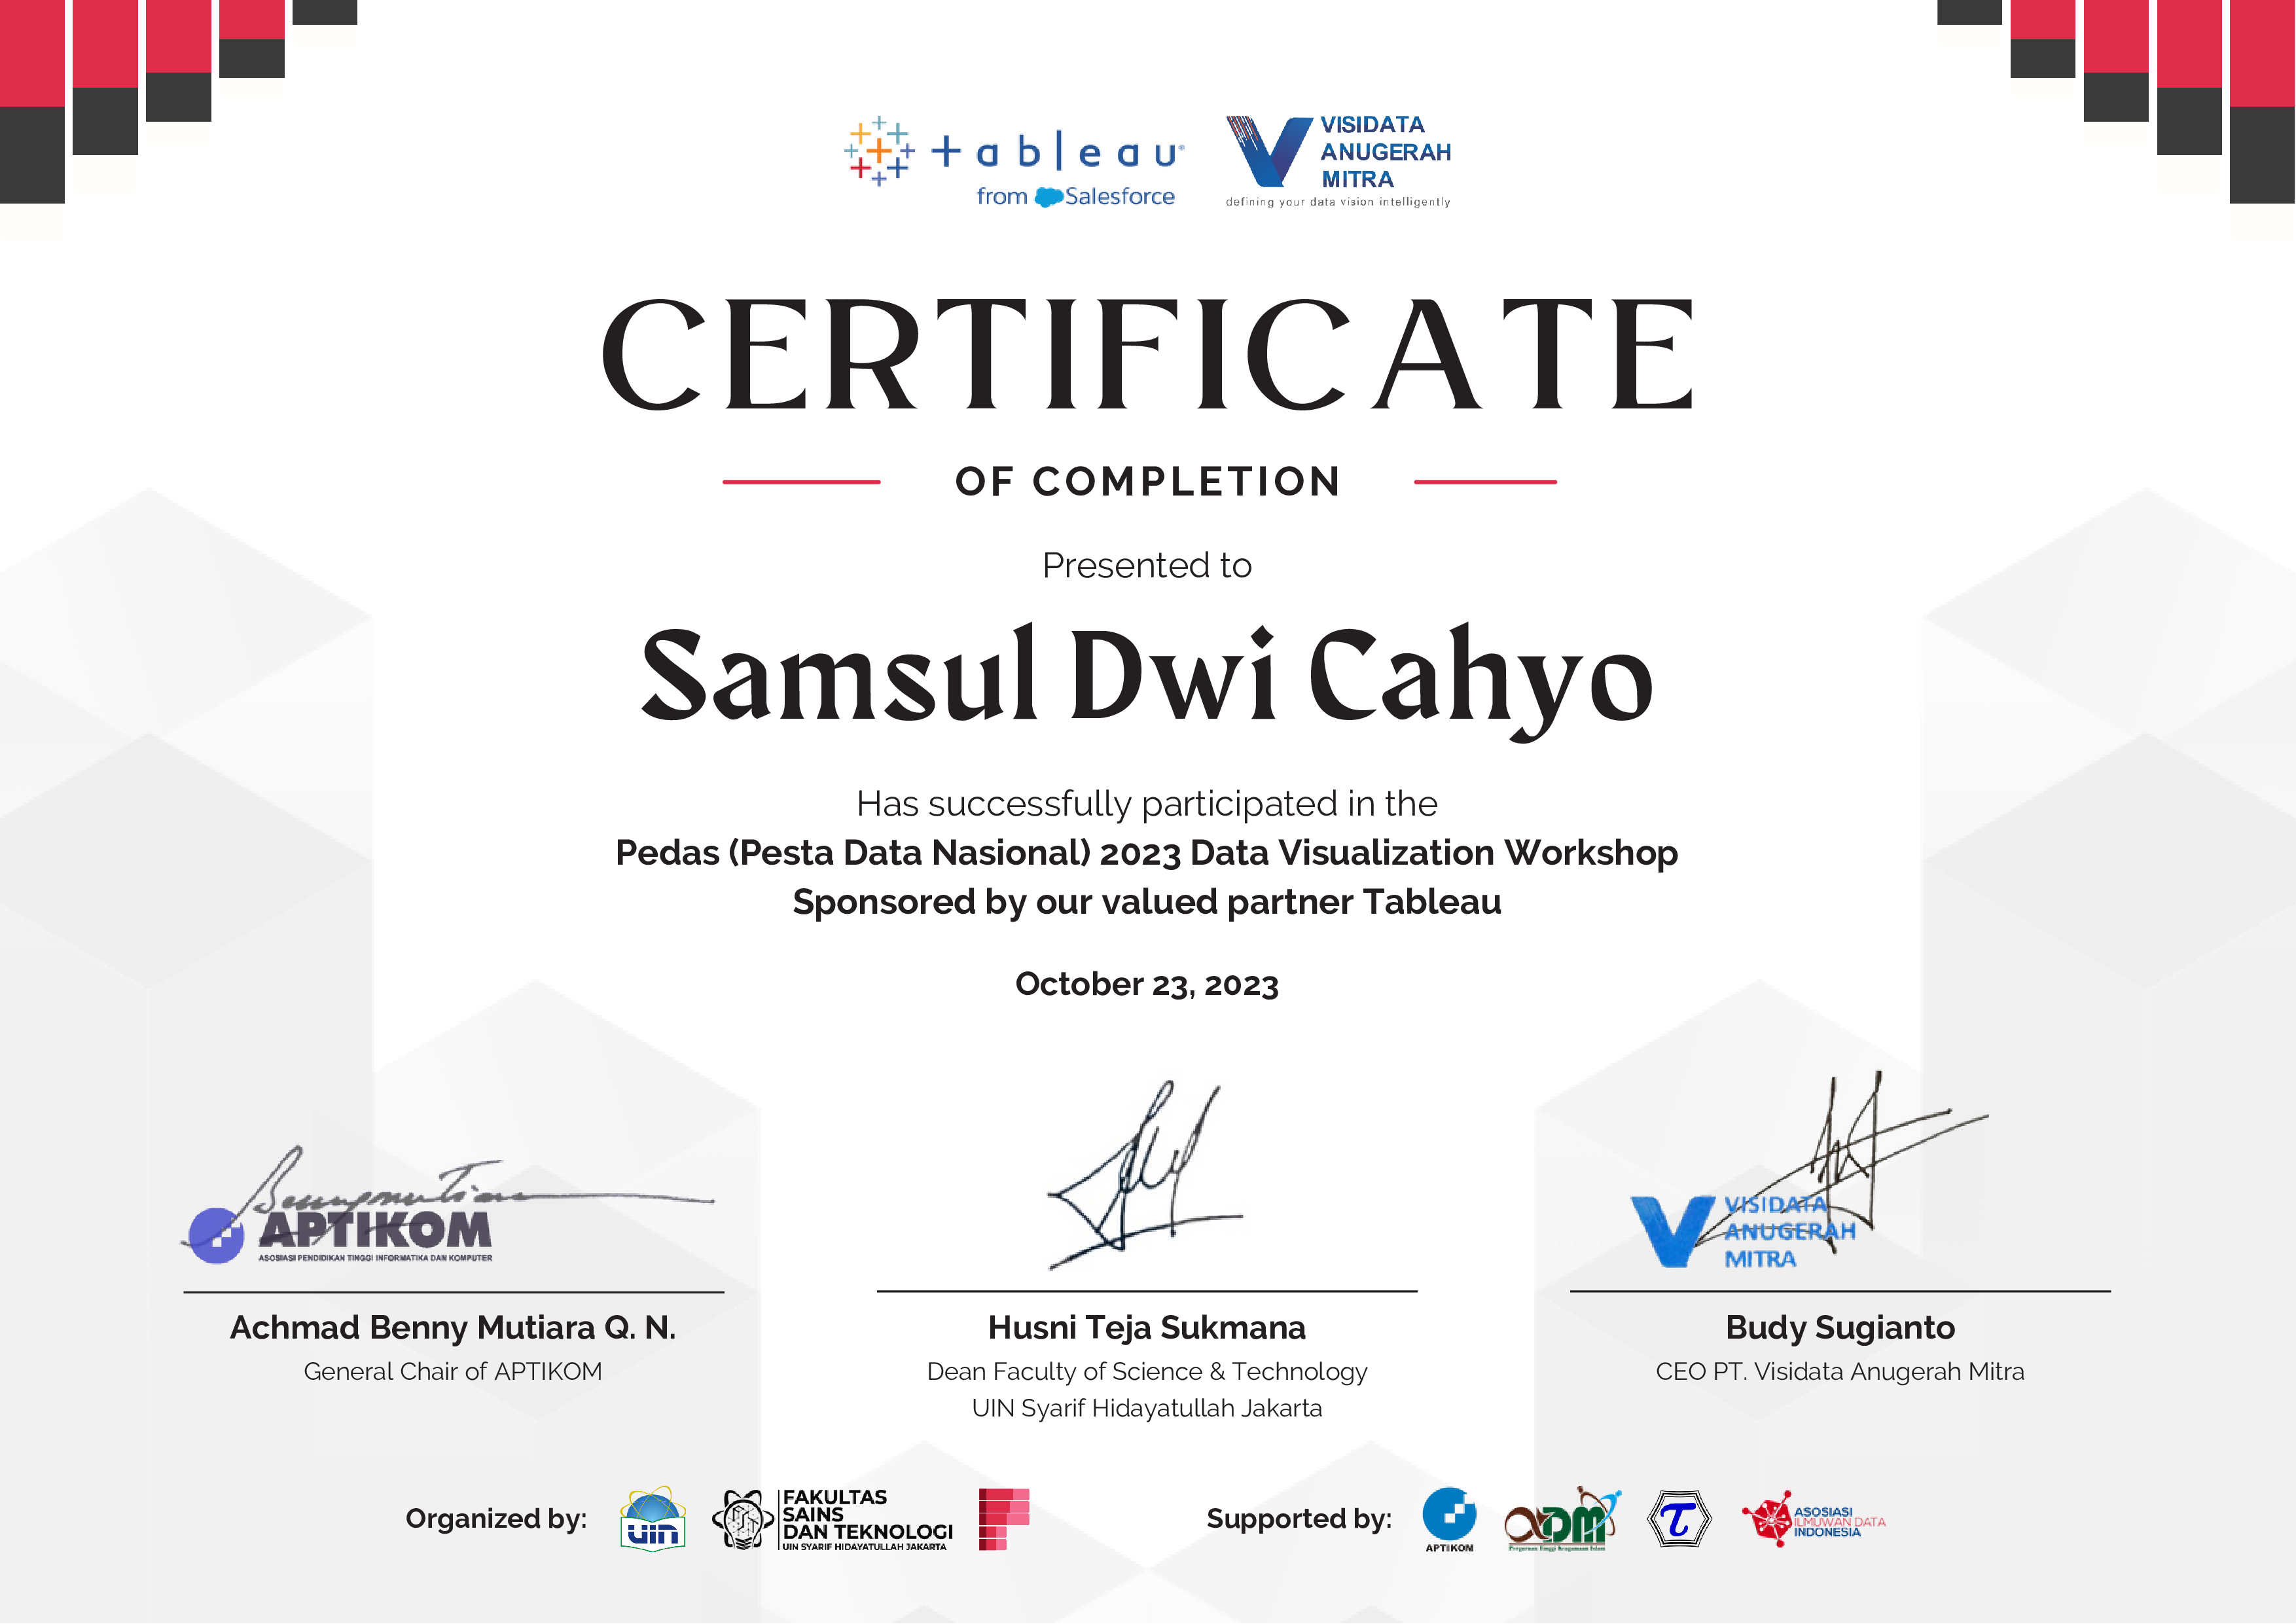 + a b l e a u
from Salesforce
VISIDATA
ANUGERAH
MITRA
defining your data vision intelligently
CERTIFICATE
OF COMPLETION
Presented to
Samsul Dwi Cahyo
Has successfully participated in the
Pedas (Pesta Data Nasional) 2023 Data Visualization Workshop
Sponsored by our valued partner Tableau
October 23, 2023
APTIKOM
ASOSIASI PENDIDIKAN TINGGI INFORMATIKA DAN KOMPUTER
VISIDATA
ANUGERAH
MITRA
Achmad Benny Mutiara Q. N.
General Chair of APTIKOM
Husni Teja Sukmana
Dean Faculty of Science & Technology
UIN Syarif Hidayatullah Jakarta
Budy Sugianto
CEO PT. Visidata Anugerah Mitra
Organized by:
UIN
FAKULTAS
SAINS
DAN TEKNOLOGI
UIN SYARIF HIDAYATULLAH JAKARTA
Supported by:
APTIKOM
ADM
Perguruan Tinggi Keagamaan Islam
ASOSIASI
ILMUWAN DATA
INDONESIA